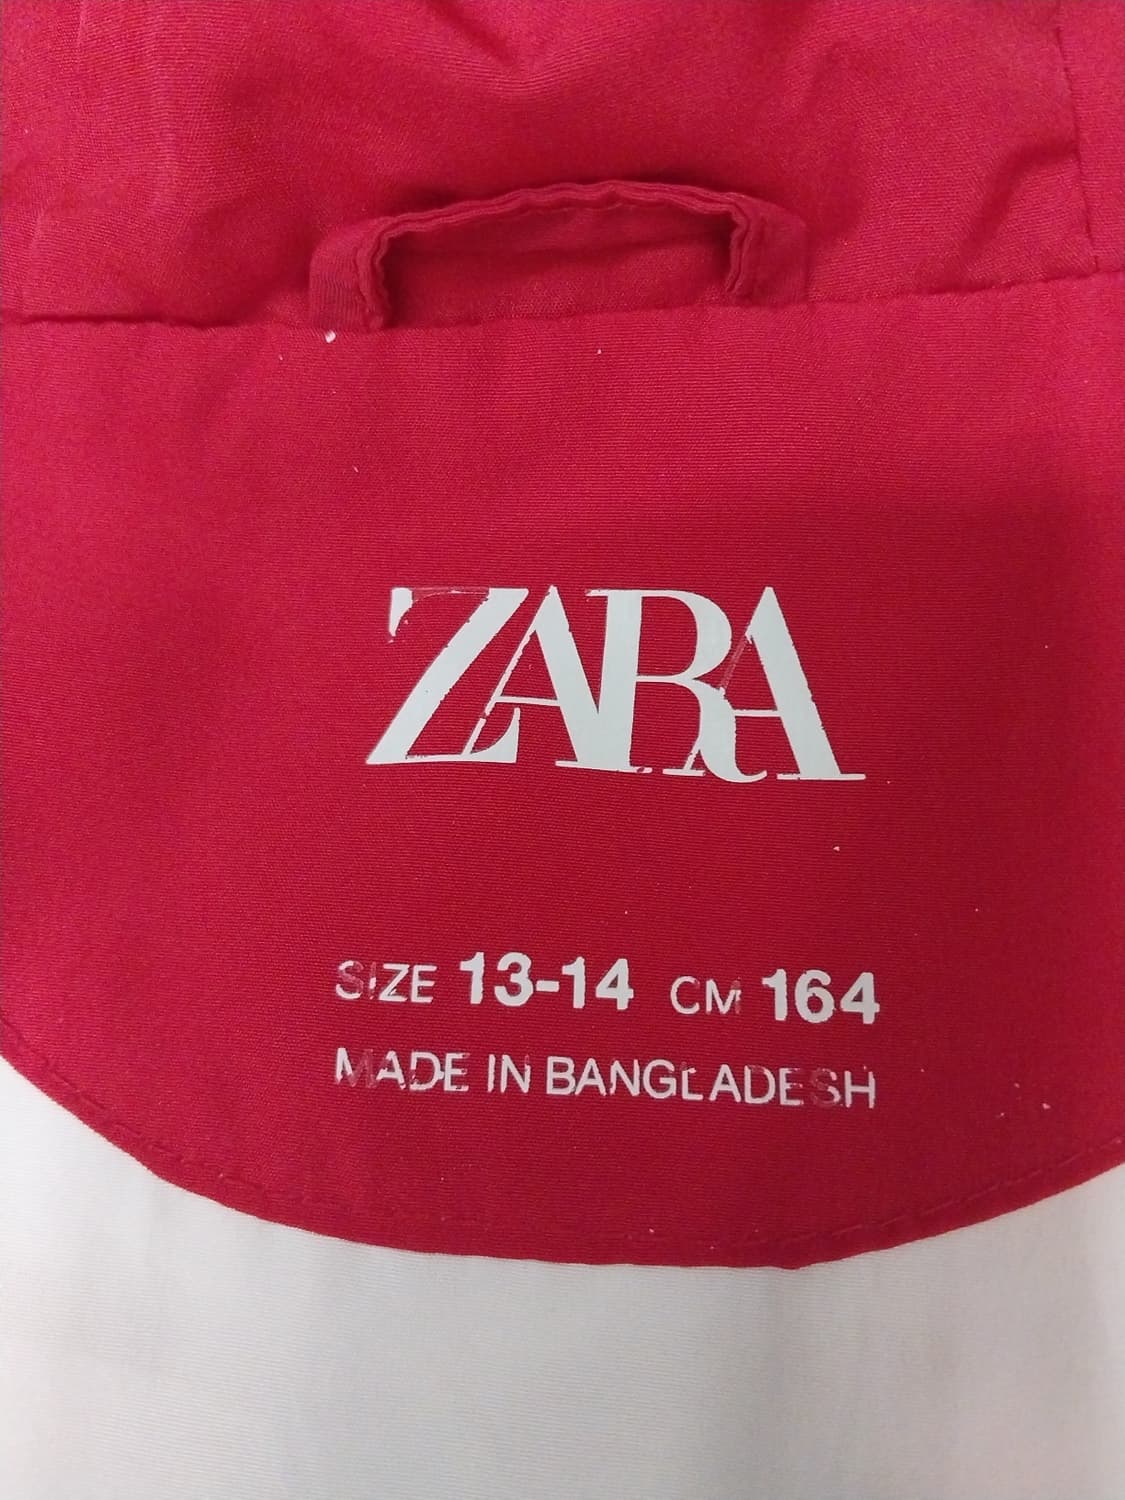 ZARA
SIZE 13-14 CM 164
MADE IN BANGLADESH